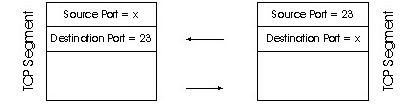 TCP Segment
Source Port = x
Destination Port = 23
Source Port = 23
Destination Port = x
TCP Segment